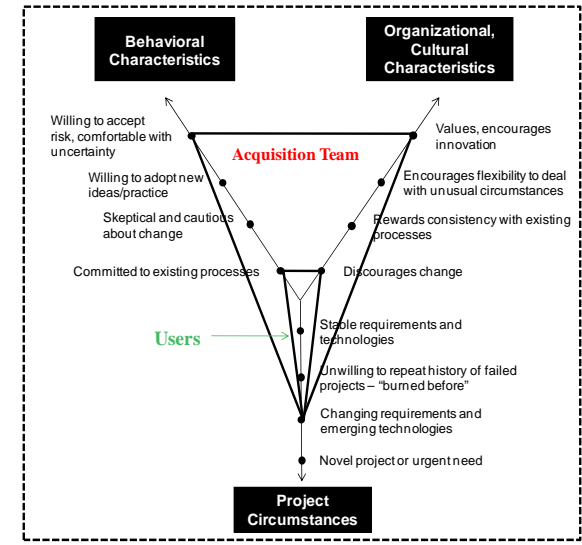 Behavioral
Characteristics
Organizational,
Cultural
Characteristics
Willing to accept
risk, comfortable with
uncertainty
Values, encourages
innovation
Acquisition Team
Willing to adopt new
ideas/practice
Encourages flexibility to deal
with unusual circumstances
Skeptical and cautious
about change
Rewards consistency with existing
processes
Committed to existing processes
Discourages change
Users
Stable requirements and
technologies
Unwilling to repeat history of failed
projects – “burned before”
Changing requirements and
emerging technologies
Novel project or urgent need
Project
Circumstances